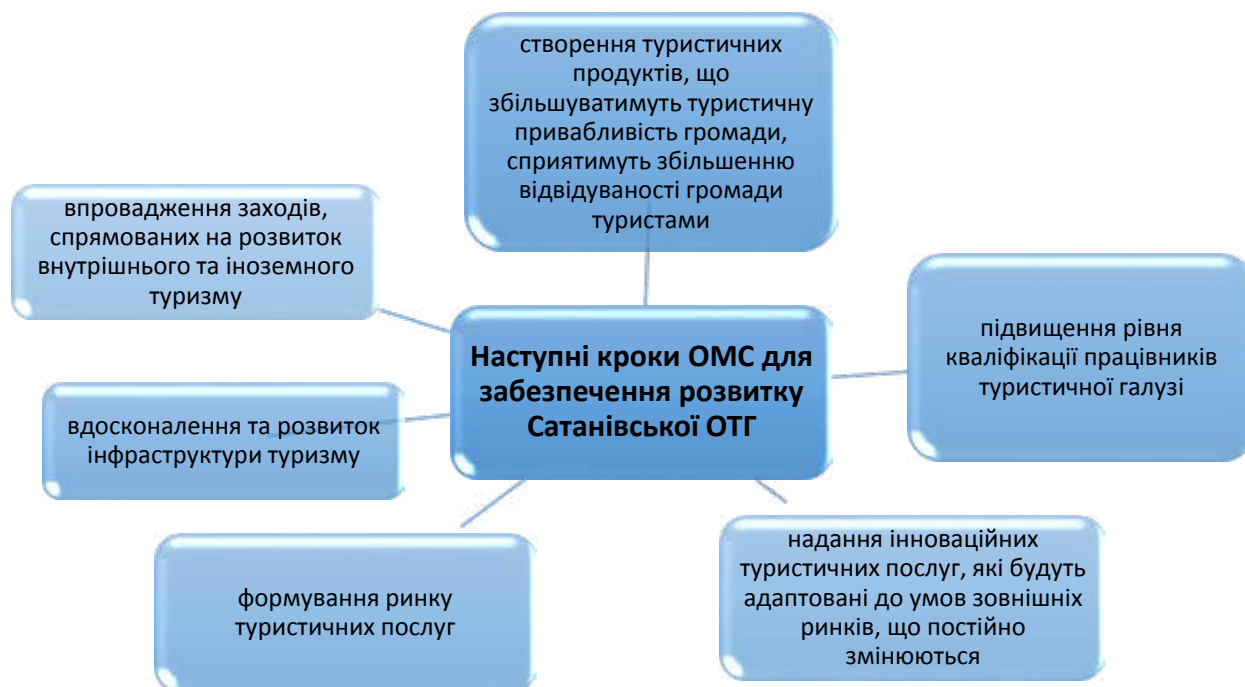 створення туристичних
продуктів, що
збільшуватимуть туристичну
привабливість громади,
сприятимуть збільшенню
відвідуваності громади
туристами
впровадження заходів,
спрямованих на розвиток
внутрішнього та іноземного
туризму
підвищення рівня
кваліфікації працівників
туристичної галузі
Наступні кроки ОМС для
забезпечення розвитку
Сатанівської ОТГ
вдосконалення та розвиток
інфраструктури туризму
надання інноваційних
туристичних послуг, які будуть
адаптовані до умов зовнішніх
ринків, що постійно
змінюються
формування ринку
туристичних послуг